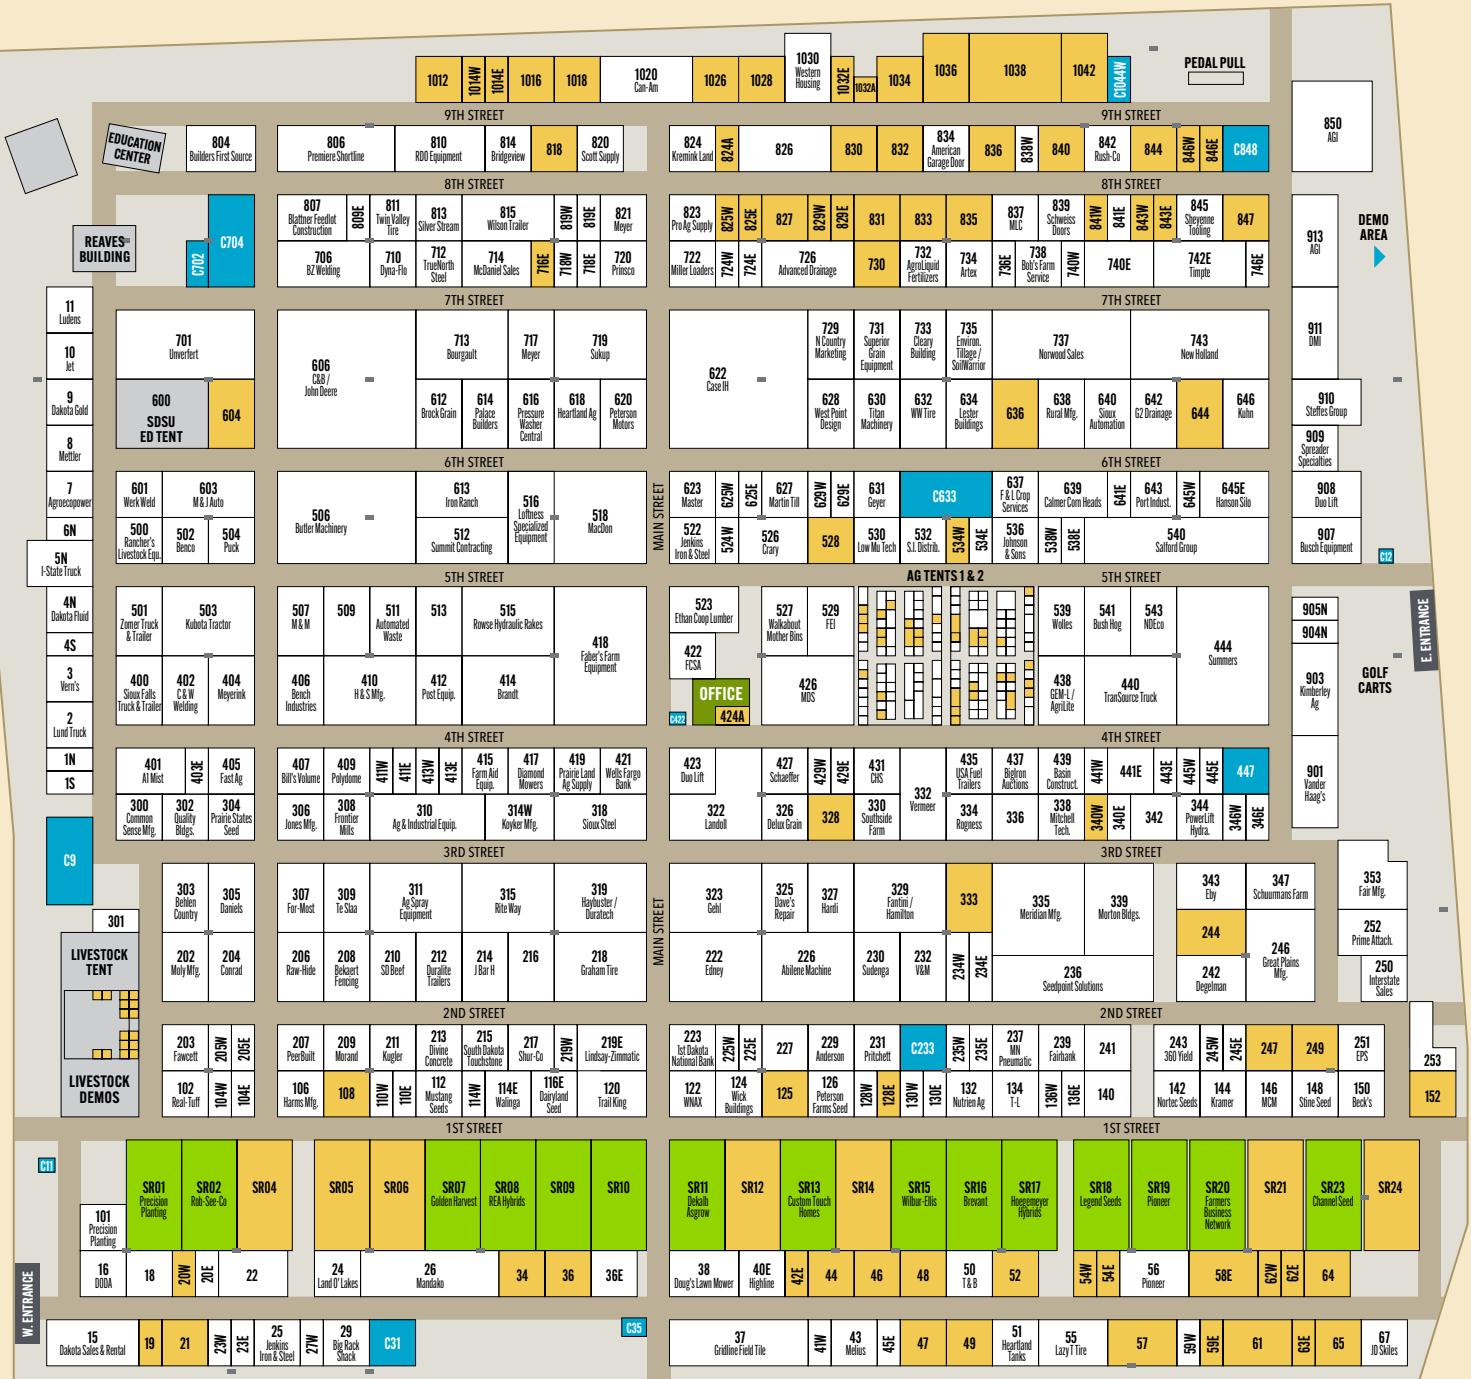 1012
1014W
1014E
1016
1018
1020
Can-Am
1026
1028
1030
Western
Housing
1032E
1032A
1034
1036
1038
1042
C1044W
PEDAL PULL
9TH STREET
9TH STREET
EDUCATION
CENTER
804
Builders First Source
806
Premiere Shortline
810
RDO Equipment
814
Bridgeview
818
820
Scott Supply
824
Kremink Land
824A
826
830
832
834
American
Garage Door
836
838W
840
842
Rush-Co
844
846W
846E
C848
850
AGI
8TH STREET
8TH STREET
REAVES
BUILDING
C702
C704
807
Blattner Feedlot
Construction
809E
811
Twin Valley
Tire
813
Silver Stream
815
Wilson Trailer
819W
819E
821
Meyer
823
Pro Ag Supply
825W
825E
827
829W
829E
831
833
835
837
MLC
839
Schweiss
Doors
841W
841E
843W
843E
845
Sheyenne
Tooling
847
913
AGI
DEMO
AREA
706
BZ Welding
710
Dyna-Flo
712
TrueNorth
Steel
714
McDaniel Sales
716E
718W
718E
720
Prinsco
722
Miller Loaders
724W
724E
726
Advanced Drainage
730
732
AgroLiquid
Fertilizers
734
Artex
736E
738
Bob's Farm
Service
740W
740E
742E
Timpte
746E
7TH STREET
7TH STREET
11
Ludens
10
Jet
9
Dakota Gold
8
Mettler
7
Agroecopower
6N
5N
I-State Truck
4N
Dakota Fluid
4S
3
Vern's
2
Lund Truck
1N
1S
701
Unverfert
600
SDSU
ED TENT
604
606
C&B /
John Deere
713
Bourgault
717
Meyer
719
Sukup
612
Brock Grain
614
Palace
Builders
616
Pressure
Washer
Central
618
Heartland Ag
620
Peterson
Motors
622
Case IH
729
N Country
Marketing
731
Superior
Grain
Equipment
733
Cleary
Building
735
Environ.
Tillage /
SoilWarrior
737
Norwood Sales
743
New Holland
911
DMI
628
West Point
Design
630
Titan
Machinery
632
WW Tire
634
Lester
Buildings
636
638
Rural Mfg.
640
Sioux
Automation
642
G2 Drainage
644
646
Kuhn
910
Steffes Group
909
Spreader
Specialties
6TH STREET
6TH STREET
601
Werk Weld
603
M & J Auto
500
Rancher's
Livestock Equ.
502
Benco
504
Puck
506
Butler Machinery
613
Iron Ranch
512
Summit Contracting
516
Loftness
Specialized
Equipment
518
MacDon
MAIN STREET
623
Master
625W
625E
627
Martin Till
629W
629E
631
Geyer
C633
637
F & L Crop
Services
639
Calmer Corn Heads
641E
643
Port Indust.
645W
645E
Hanson Silo
908
Duo Lift
522
Jenkins
Iron & Steel
524W
526
Crary
528
530
Low Mu Tech
532
S.I. Distrib.
534W
534E
536
Johnson
& Sons
538W
538E
540
Salford Group
907
Busch Equipment
C12
5TH STREET
AG TENTS 1 & 2
5TH STREET
501
Zomer Truck
& Trailer
503
Kubota Tractor
507
M & M
509
511
Automated
Waste
513
515
Rowse Hydraulic Rakes
418
Faber's Farm
Equipment
523
Ethan Coop Lumber
422
FCSA
527
Walkabout
Mother Bins
529
FEI
539
Wolles
541
Bush Hog
543
NDEco
444
Summers
905N
904N
E. ENTRANCE
400
Sioux Falls
Truck & Trailer
402
C & W
Welding
404
Meyerink
406
Bench
Industries
410
H & S Mfg.
412
Post Equip.
414
Brandt
OFFICE
424A
C422
426
MDS
438
GEM-L /
AgriLite
440
TranSource Truck
903
Kimberley
Ag
GOLF
CARTS
4TH STREET
4TH STREET
401
AI Mist
403E
405
Fast Ag
407
Bill's Volume
409
Polydome
411W
411E
413W
413E
415
Farm Aid
Equip.
417
Diamond
Mowers
419
Prairie Land
Ag Supply
421
Wells Fargo
Bank
423
Duo Lift
427
Schaeffer
429W
429E
431
CHS
332
Vermeer
435
USA Fuel
Trailers
437
BigIron
Auctions
439
Basin
Construct.
441W
441E
443E
445W
445E
447
901
Vander
Haag's
300
Common
Sense Mfg.
302
Quality
Bldgs.
304
Prairie States
Seed
306
Jones Mfg.
308
Frontier
Mills
310
Ag & Industrial Equip.
314W
Koyker Mfg.
318
Sioux Steel
322
Landoll
326
Delux Grain
328
330
Southside
Farm
334
Rogness
336
338
Mitchell
Tech.
340W
340E
342
344
PowerLift
Hydra.
346W
346E
3RD STREET
3RD STREET
C9
301
LIVESTOCK
TENT
LIVESTOCK
DEMOS
303
Behlen
Country
305
Daniels
307
For-Most
309
Te Slaa
311
Ag Spray
Equipment
315
Rite Way
319
Haybuster /
Duratech
MAIN STREET
323
Gehl
325
Dave's
Repair
327
Hardi
329
Fantini /
Hamilton
333
335
Meridian Mfg.
339
Morton Bldgs.
343
Eby
347
Schuurmans Farm
353
Fair Mfg.
202
Moly Mfg.
204
Conrad
206
Raw-Hide
208
Bekaert
Fencing
210
SD Beef
212
Duralite
Trailers
214
J Bar H
216
218
Graham Tire
222
Edney
226
Abilene Machine
230
Sudenga
232
V&M
234W
234E
236
Seedpoint Solutions
244
242
Degelman
246
Great Plains
Mfg.
252
Prime Attach.
250
Interstate
Sales
2ND STREET
2ND STREET
203
Fawcett
205W
205E
207
PeerBuilt
209
Morand
211
Kugler
213
Divine
Concrete
215
South Dakota
Touchstone
217
Shur-Co
219W
219E
Lindsay-Zimmatic
223
1st Dakota
National Bank
225W
225E
227
229
Anderson
231
Pritchett
C233
235W
235E
237
MN
Pneumatic
239
Fairbank
241
243
360 Yield
245W
245E
247
249
251
EPS
253
102
Real-Tuff
104W
104E
106
Harms Mfg.
108
110W
110E
112
Mustang
Seeds
114W
114E
Walinga
116E
Dairyland
Seed
120
Trail King
122
WNAX
124
Wick
Buildings
125
126
Peterson
Farms Seed
128W
128E
130W
130E
132
Nutrien Ag
134
T-L
136W
136E
140
142
Nortec Seeds
144
Kramer
146
MCM
148
Stine Seed
150
Beck's
152
1ST STREET
1ST STREET
C11
101
Precision
Planting
SR01
Precision
Planting
SR02
Rob-See-Co
SR04
SR05
SR06
SR07
Golden Harvest
SR08
REA Hybrids
SR09
SR10
SR11
Dekalb
Asgrow
SR12
SR13
Custom Touch
Homes
SR14
SR15
Wilbur-Ellis
SR16
Brevant
SR17
Hoegemeyer
Hybrids
SR18
Legend Seeds
SR19
Pioneer
SR20
Farmers
Business
Network
SR21
SR23
Channel Seed
SR24
W. ENTRANCE
16
DODA
18
20W
20E
22
24
Land O' Lakes
26
Mandako
34
36
36E
38
Doug's Lawn Mower
40E
Highline
42E
44
46
48
50
T & B
52
54W
54E
56
Pioneer
58E
62W
62E
64
15
Dakota Sales & Rental
19
21
23W
23E
25
Jenkins
Iron & Steel
27W
29
Big Rack
Shack
C31
C35
37
Gridline Field Tile
41W
43
Melius
45E
47
49
51
Heartland
Tanks
55
Lazy T Tire
57
59W
59E
61
63E
65
67
JD Skiles